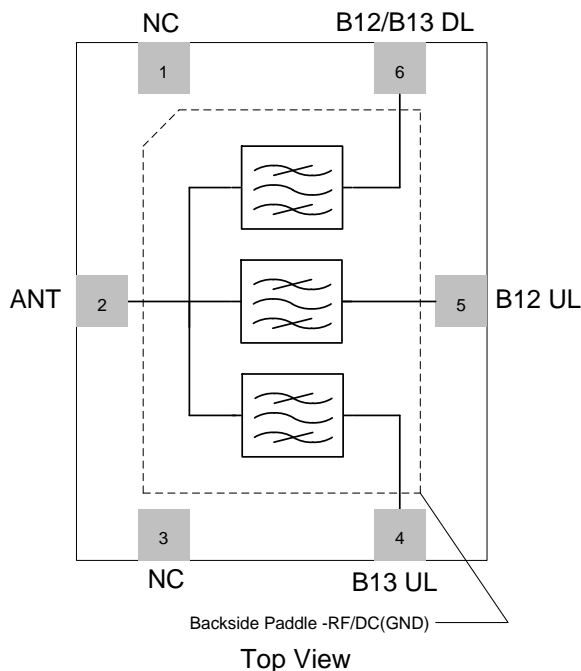 NC
B12/B13 DL
1
6
ANT
2
5
B12 UL
3
4
NC
B13 UL
Backside Paddle -RF/DC(GND)
Top View